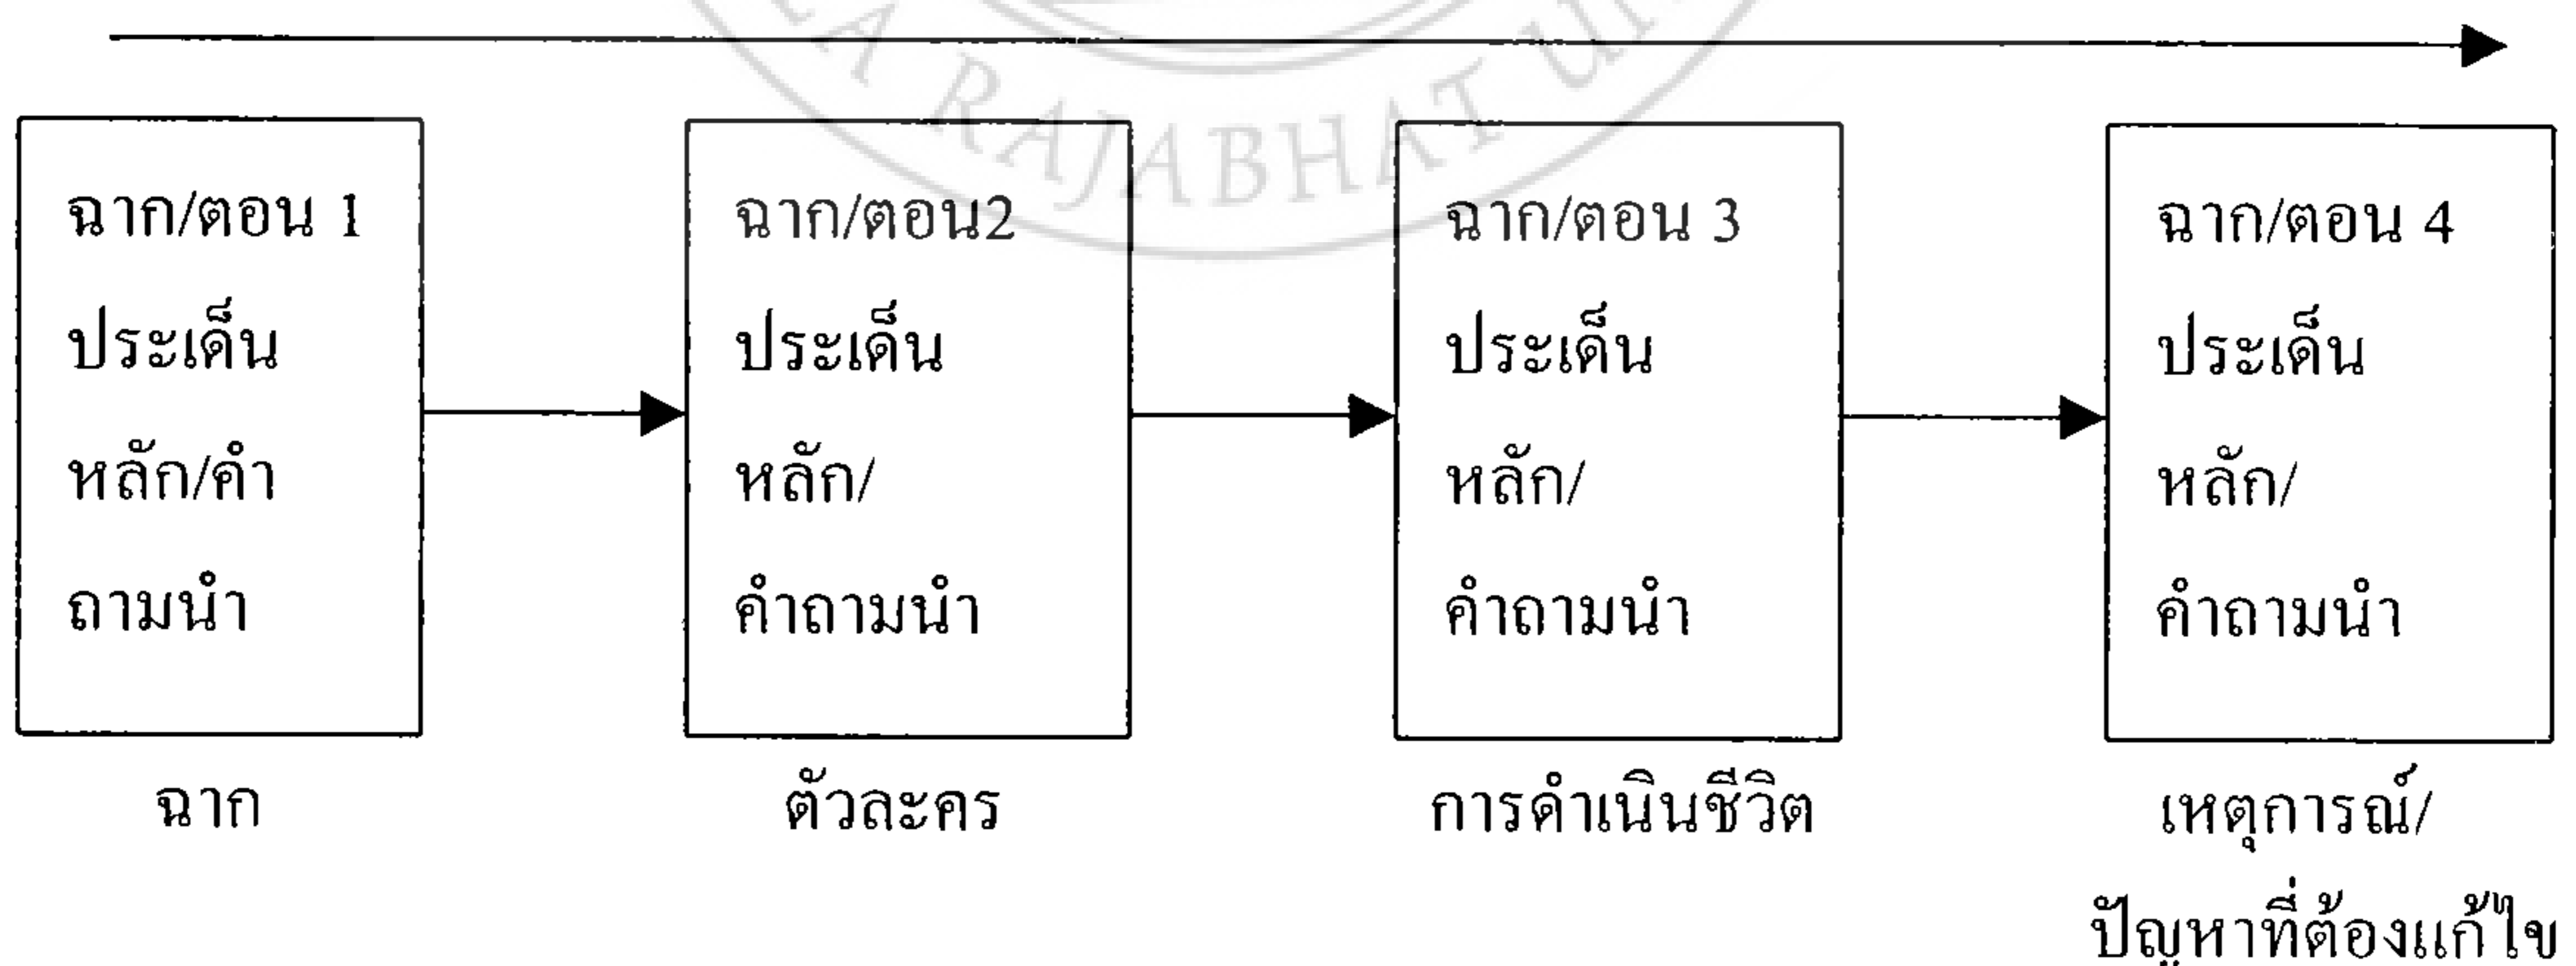 A RAJABHAT UN
ฉาก/ตอน 1
ประเด็น
หลัก/คำ
ถามนำ
ฉาก
ฉาก/ตอน2
ประเด็น
หลัก/
คำถามนำ
ตัวละคร
ฉาก/ตอน 3
ประเด็น
หลัก/
คำถามนำ
การดำเนินชีวิต
ฉาก/ตอน 4
ประเด็น
หลัก/
คำถามนำ
เหตุการณ์/
ปัญหาที่ต้องแก้ไข